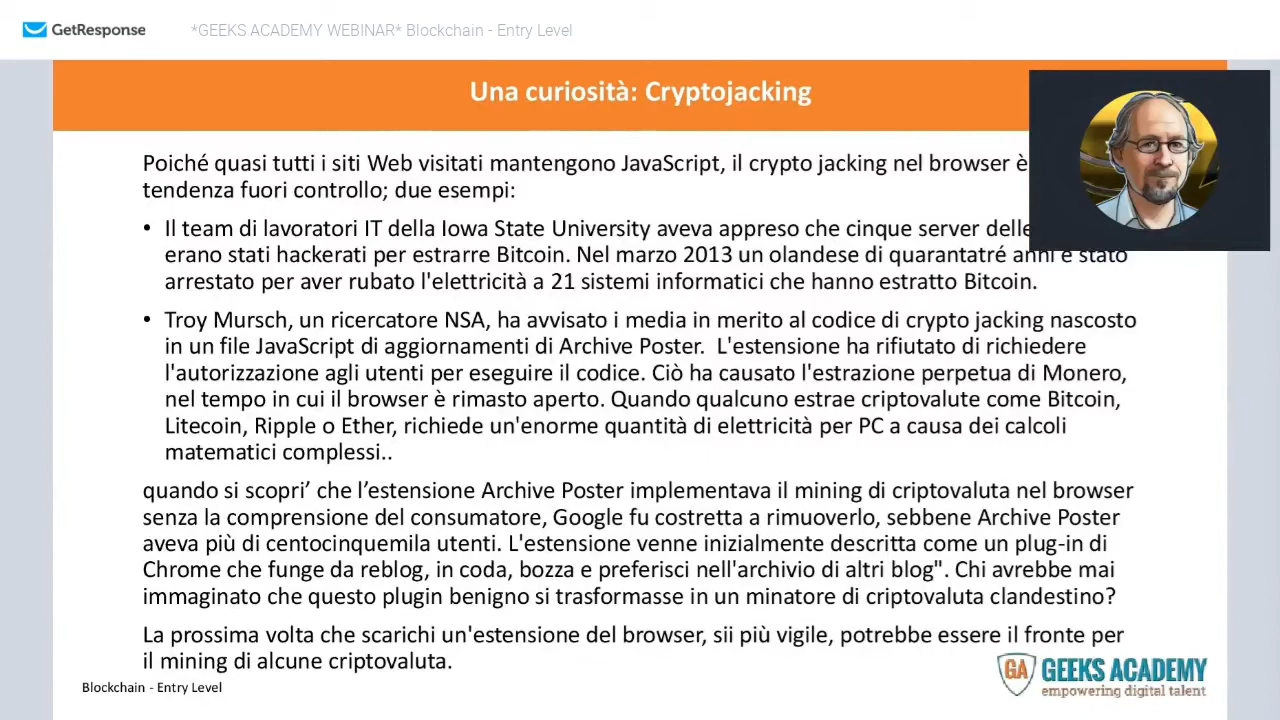 GetResponse
*GEEKS ACADEMY WEBINAR* Blockchain - Entry Level
Una curiosità: Cryptojacking
Poiché quasi tutti i siti Web visitati mantengono JavaScript, il crypto jacking nel browser è
tendenza fuori controllo; due esempi:
• Il team di lavoratori IT della Iowa State University aveva appreso che cinque server delle
erano stati hackerati per estrarre Bitcoin. Nel marzo 2013 un olandese di quarantatré anni è stato
arrestato per aver rubato l'elettricità a 21 sistemi informatici che hanno estratto Bitcoin.
• Troy Mursch, un ricercatore NSA, ha avvisato i media in merito al codice di crypto jacking nascosto
in un file JavaScript di aggiornamenti di Archive Poster.  L'estensione ha rifiutato di richiedere
l'autorizzazione agli utenti per eseguire il codice. Ciò ha causato l'estrazione perpetua di Monero,
nel tempo in cui il browser è rimasto aperto. Quando qualcuno estrae criptovalute come Bitcoin,
Litecoin, Ripple o Ether, richiede un'enorme quantità di elettricità per PC a causa dei calcoli
matematici complessi..
quando si scopri’ che l’estensione Archive Poster implementava il mining di criptovaluta nel browser
senza la comprensione del consumatore, Google fu costretta a rimuoverlo, sebbene Archive Poster
aveva più di centocinquemila utenti. L'estensione venne inizialmente descritta come un plug-in di
Chrome che funge da reblog, in coda, bozza e preferisci nell'archivio di altri blog". Chi avrebbe mai
immaginato che questo plugin benigno si trasformasse in un minatore di criptovaluta clandestino?
La prossima volta che scarichi un'estensione del browser, sii più vigile, potrebbe essere il fronte per
il mining di alcune criptovaluta.
Blockchain - Entry Level
GA GEEKS ACADEMY
empowering digital talent